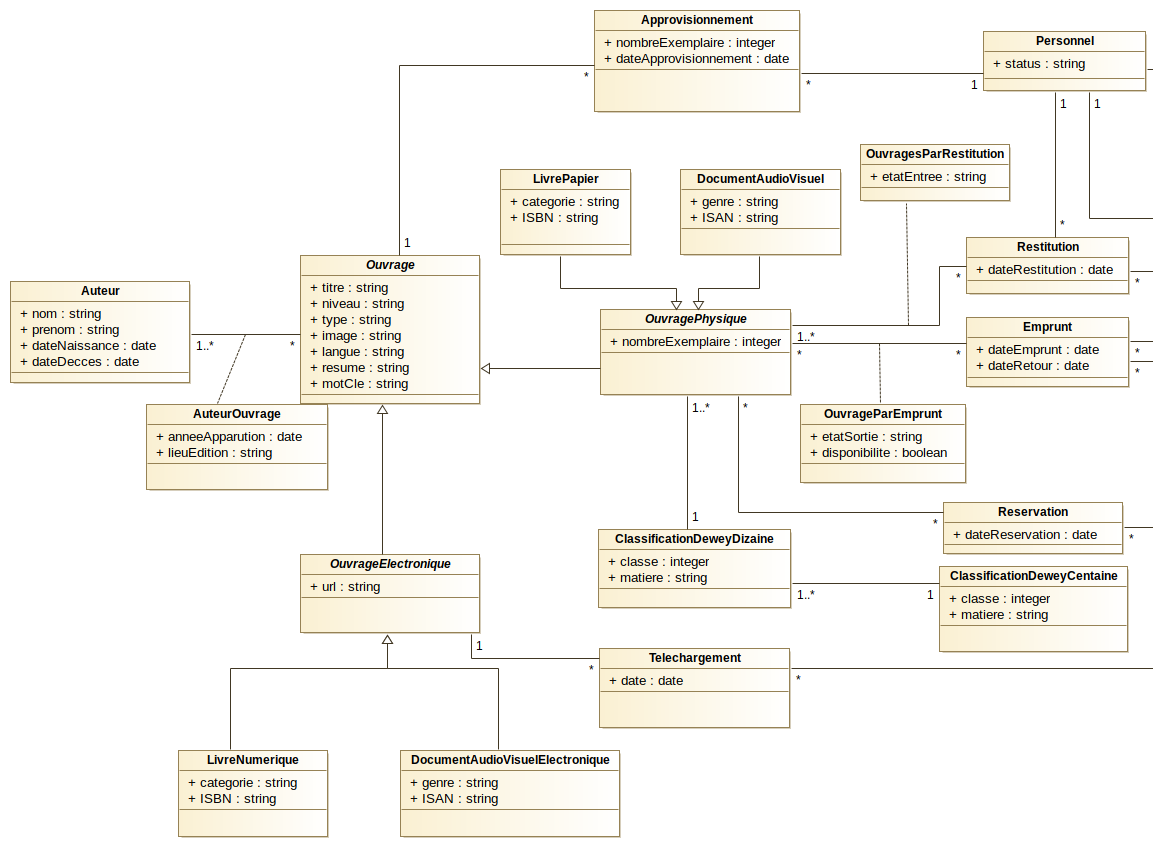 Approvisionnement
+ nombreExemplaire : integer
+ dateApprovisionnement : date
*
*
1
Personnel
+ status : string
1
1
OuvragesParRestitution
+ etatEntree : string
LivrePapier
+ categorie : string
+ ISBN : string
DocumentAudioVisuel
+ genre : string
+ ISAN : string
*
1
Restitution
+ dateRestitution : date
*
*
Ouvrage
+ titre : string
+ niveau : string
+ type : string
+ image : string
+ langue : string
+ resume : string
+ motCle : string
Auteur
+ nom : string
+ prenom : string
+ dateNaissance : date
+ dateDecces : date
1..*
*
OuvragePhysique
+ nombreExemplaire : integer
1..*
*
*
Emprunt
+ dateEmprunt : date
+ dateRetour : date
*
*
AuteurOuvrage
+ anneeApparution : date
+ lieuEdition : string
1..*
*
OuvrageParEmprunt
+ etatSortie : string
+ disponibilite : boolean
1
*
Reservation
+ dateReservation : date
*
ClassificationDeweyDizaine
+ classe : integer
+ matiere : string
1..*
1
ClassificationDeweyCentaine
+ classe : integer
+ matiere : string
OuvrageElectronique
+ url : string
1
*
Telechargement
+ date : date
*
LivreNumerique
+ categorie : string
+ ISBN : string
DocumentAudioVisuelElectronique
+ genre : string
+ ISAN : string